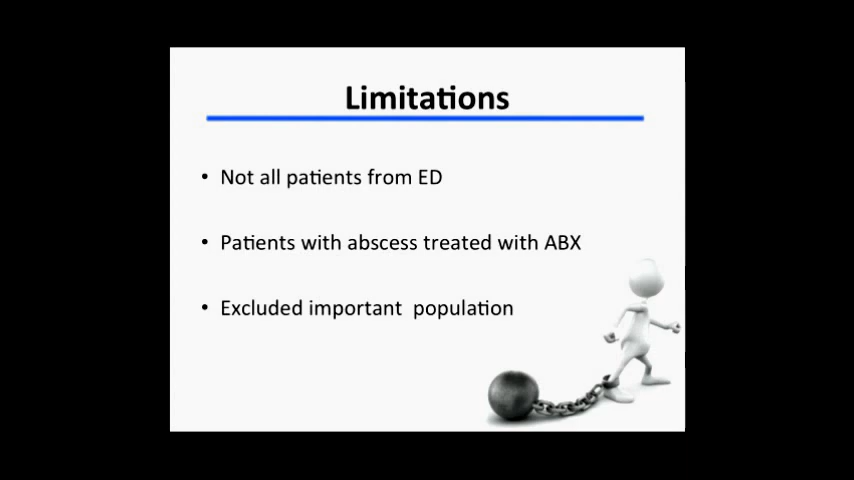 Limitations
• Not all patients from ED
• Patients with abscess treated with ABX
• Excluded important  population